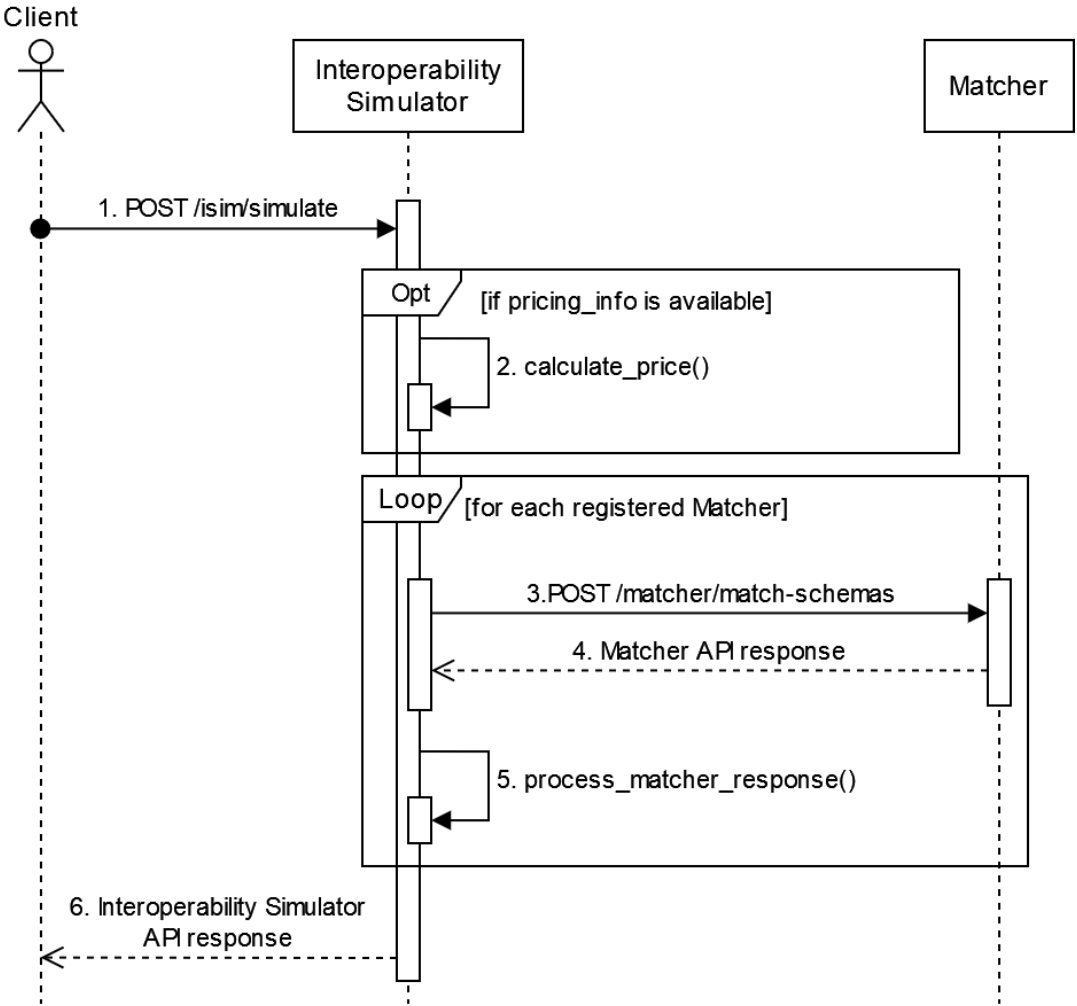 Client
Interoperability
Simulator
Matcher
1. POST /isim/simulate
Opt
[if pricing_info is available]
2. calculate_price()
Loop
[for each registered Matcher]
3.POST /matcher/match-schemas
4. Matcher API response
5. process_matcher_response()
6. Interoperability Simulator
API response